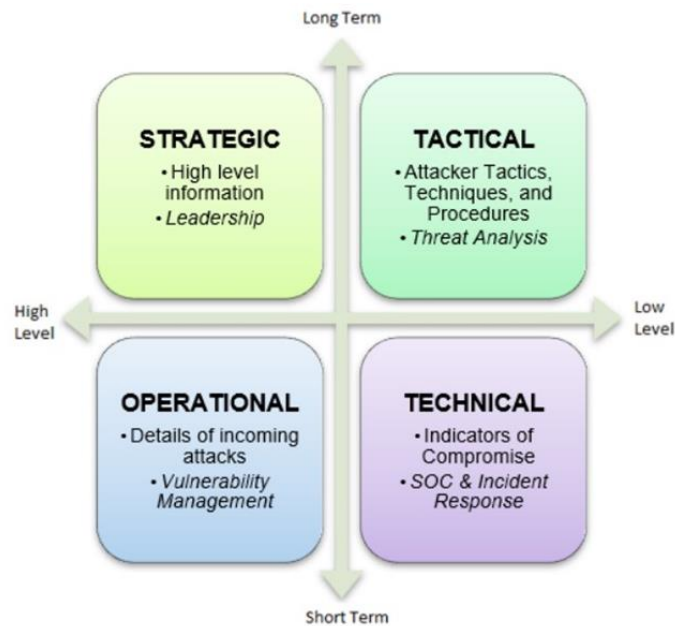 Long Term
STRATEGIC
• High level
information
• Leadership
TACTICAL
• Attacker Tactics,
Techniques, and
Procedures
• Threat Analysis
High
Level
Low
Level
OPERATIONAL
• Details of incoming
attacks
• Vulnerability
Management
TECHNICAL
• Indicators of
Compromise
• SOC & Incident
Response
Short Term